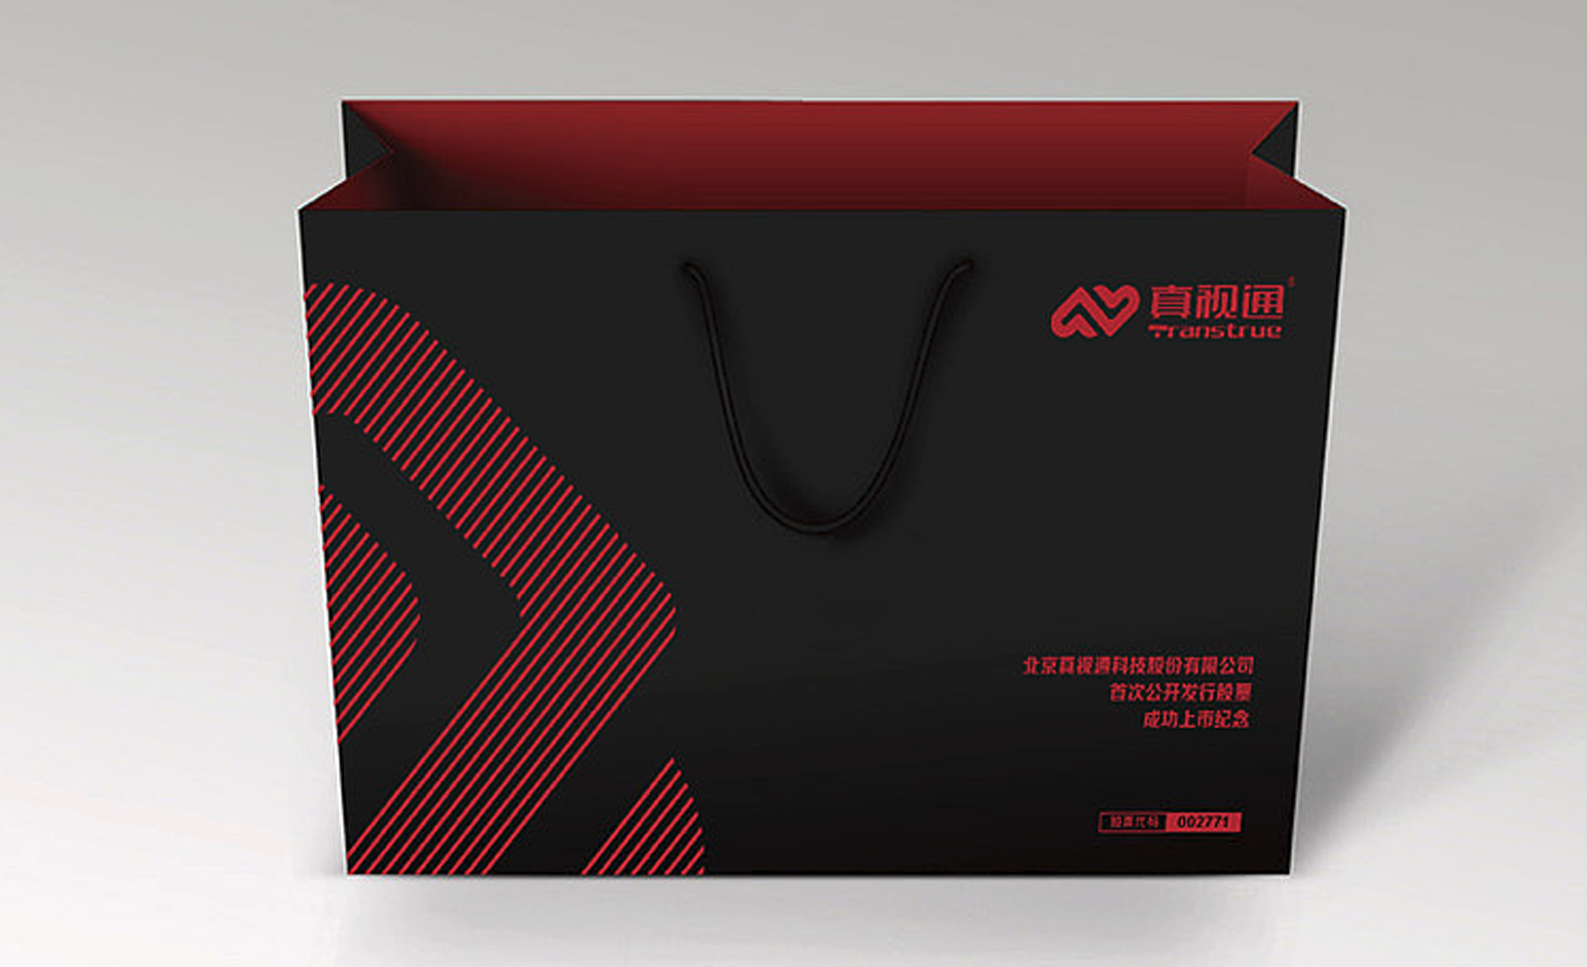 真视通®
Transtrue
北京真视通科技股份有限公司
首次公开发行股票
成功上市纪念
股票代码 002771